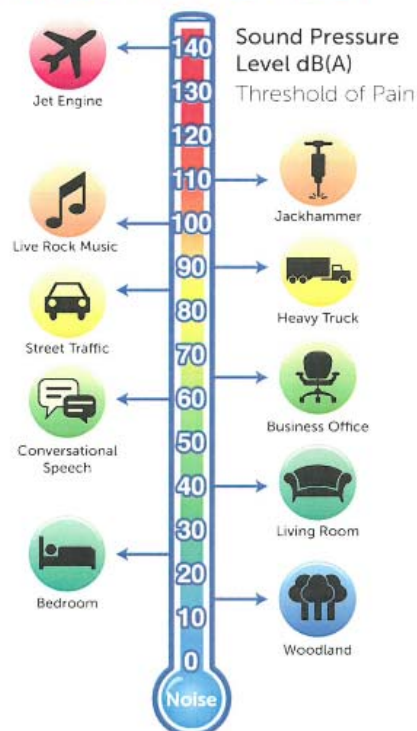 Sound Pressure
Level dB(A)
Threshold of Pain
140
Jet Engine
130
120
110
Jackhammer
100
Live Rock Music
90
Heavy Truck
Street Traffic
80
70
Business Office
60
Conversational
Speech
50
40
Living Room
30
Bedroom
20
10
Woodland
0
Noise